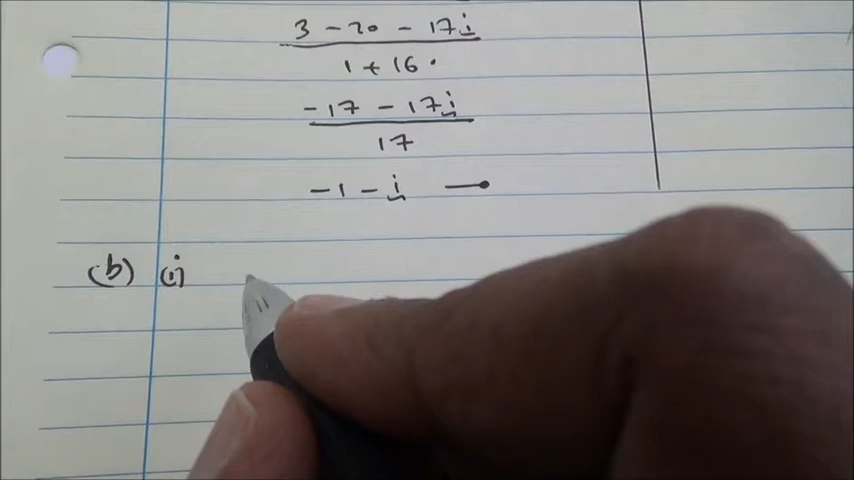 3 - 20 - 17i
1 + 16
-17 - 17i
17
-1 - i
(b) (i)